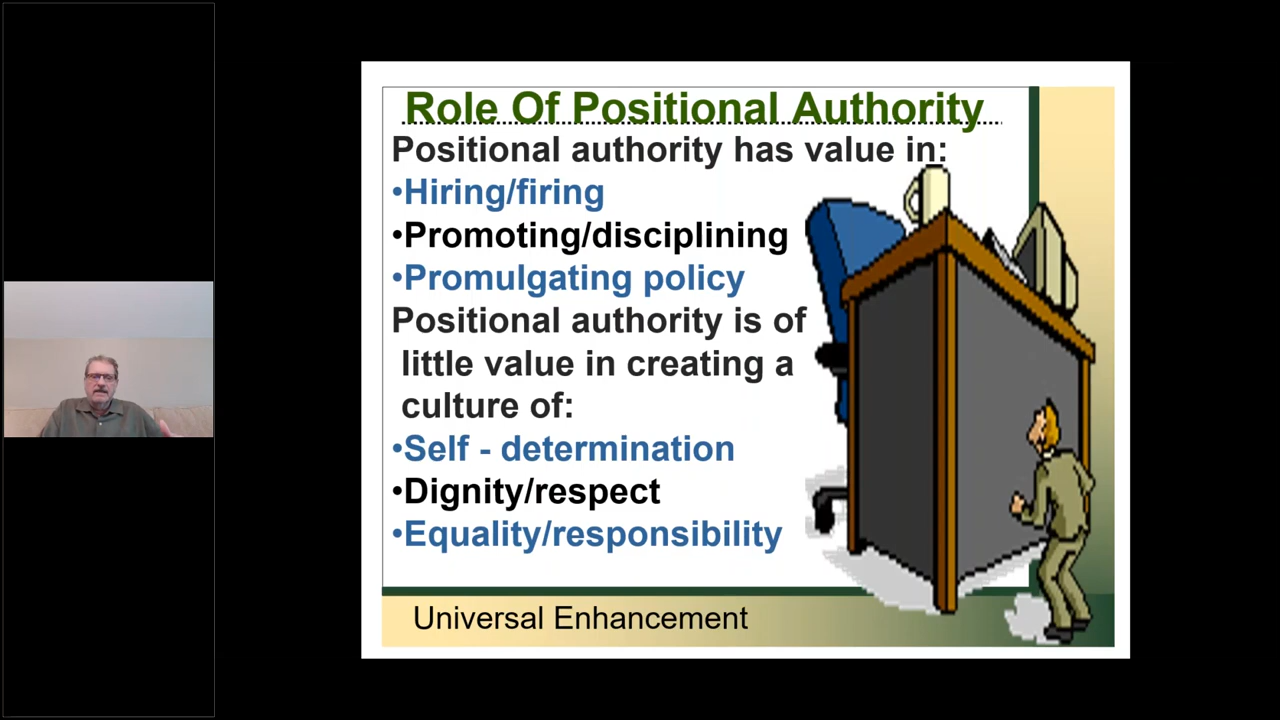 Role Of Positional Authority
Positional authority has value in:
•Hiring/firing
•Promoting/disciplining
•Promulgating policy
Positional authority is of
little value in creating a
culture of:
•Self - determination
•Dignity/respect
•Equality/responsibility
Universal Enhancement